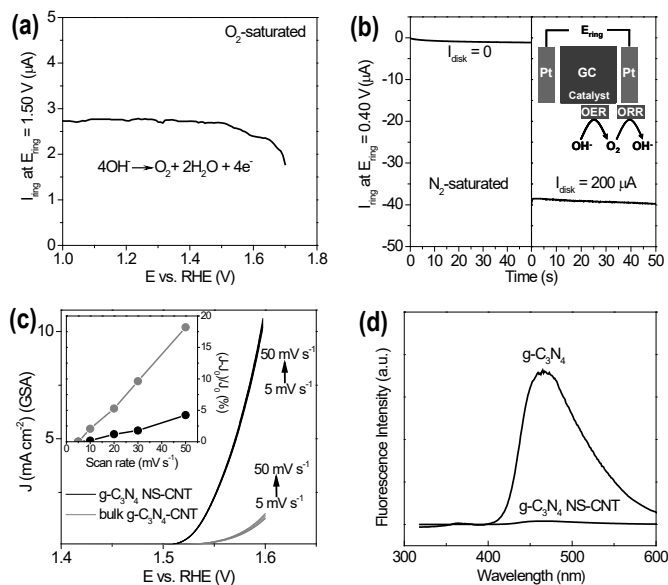 (a)
O₂-saturated
I_ring at E_ring = 1.50 V (μA)
5
4
3
2
1
0
4OH⁻→O₂+ 2H₂O + 4e⁻
1.0 1.2 1.4 1.6 1.8
E vs. RHE (V)
(b)
I_ring at E_ring = 0.40 V (μA)
0
-10
-20
-30
-40
-50
I_disk = 0
N₂-saturated
E_ring
Pt GC Pt
Catalyst
OER ORR
OH⁻ O₂ OH⁻
I_disk = 200 μA
0 20 40 0 10 20 30 40 50
Time (s)
(c)
J (mA cm⁻²) (GSA)
10
5
0
20
15
10
5
0
(J-J₀)/J₀ (%)
0 10 20 30 40 50
Scan rate(mV s⁻¹)
50 mV s⁻¹
5 mV s⁻¹
50 mV s⁻¹
5 mV s⁻¹
g-C₃N₄ NS-CNT
bulk g-C₃N₄-CNT
1.4 1.5 1.6
E vs. RHE (V)
(d)
Fluorescence Intensity (a.u.)
g-C₃N₄
g-C₃N₄ NS-CNT
300 400 500 600
Wavelength (nm)